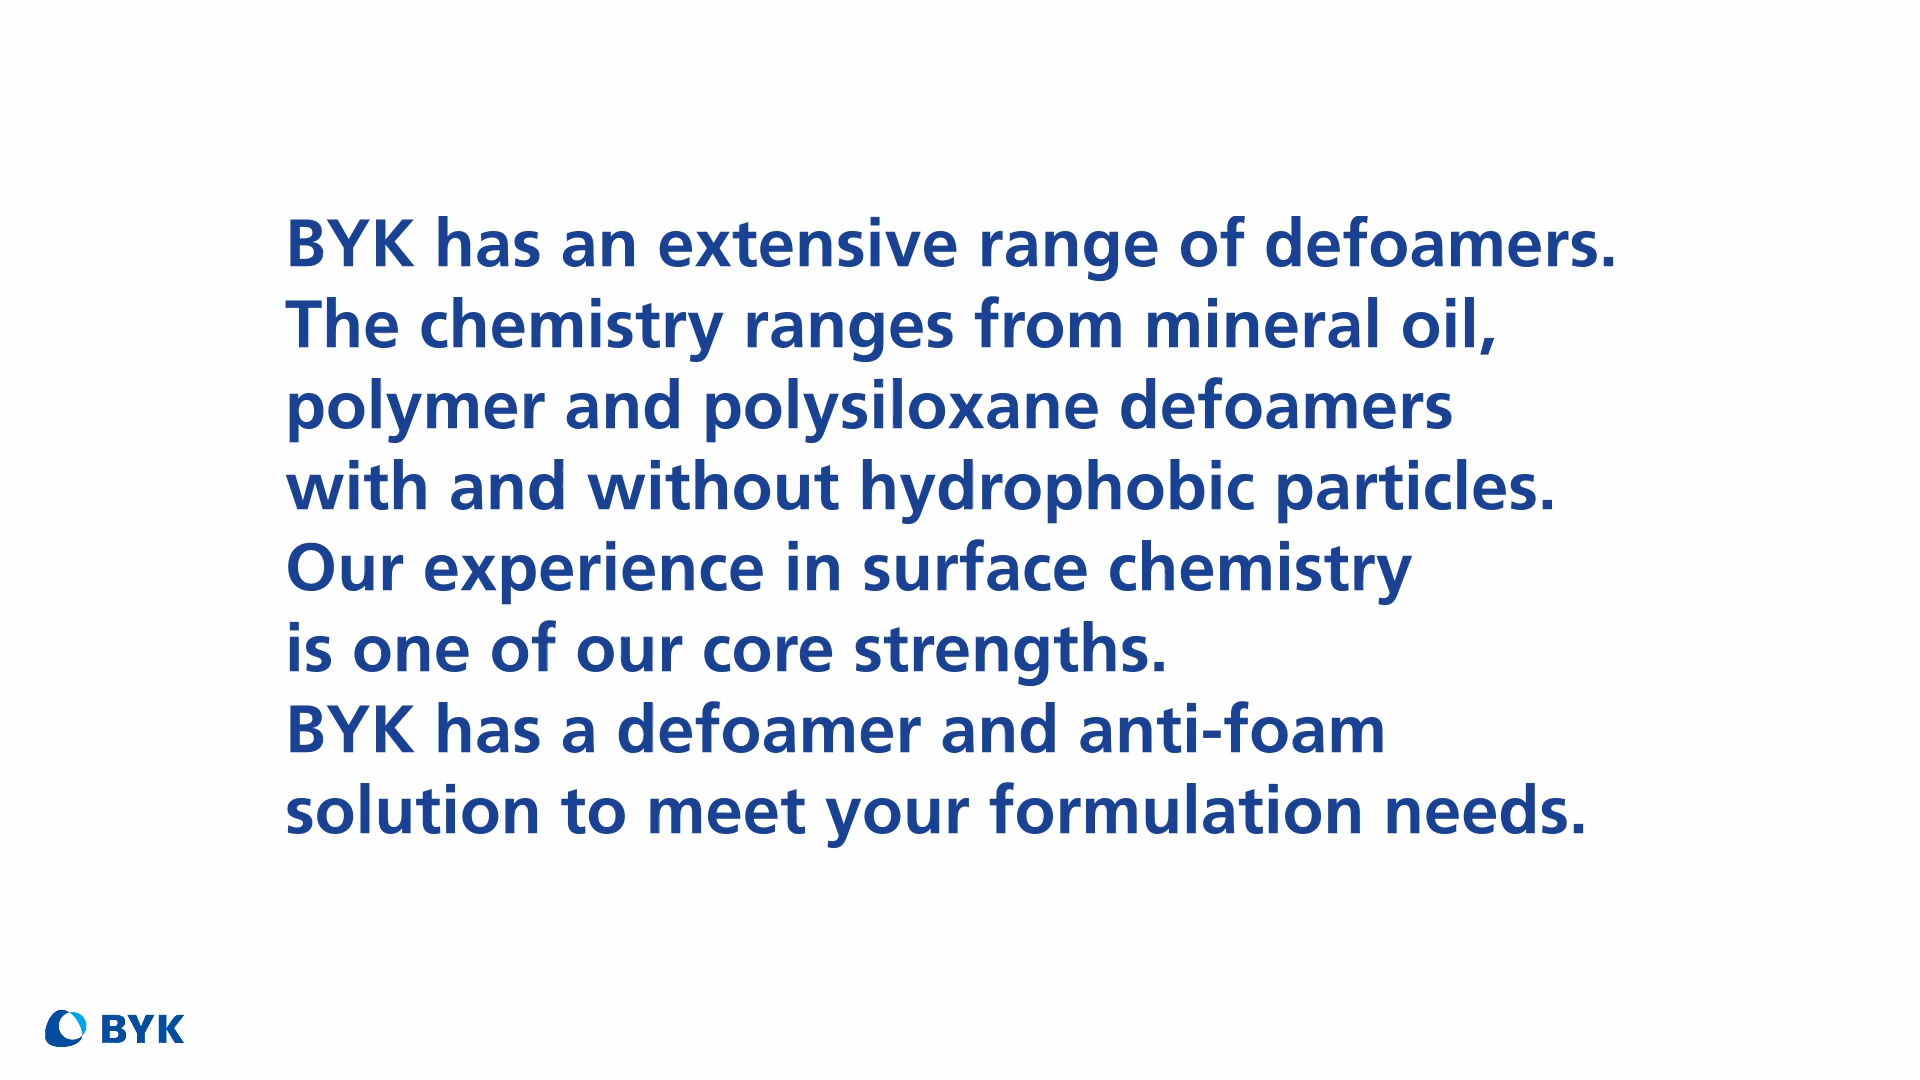 BYK has an extensive range of defoamers.
The chemistry ranges from mineral oil,
polymer and polysiloxane defoamers
with and without hydrophobic particles.
Our experience in surface chemistry
is one of our core strengths.
BYK has a defoamer and anti-foam
solution to meet your formulation needs.
BYK